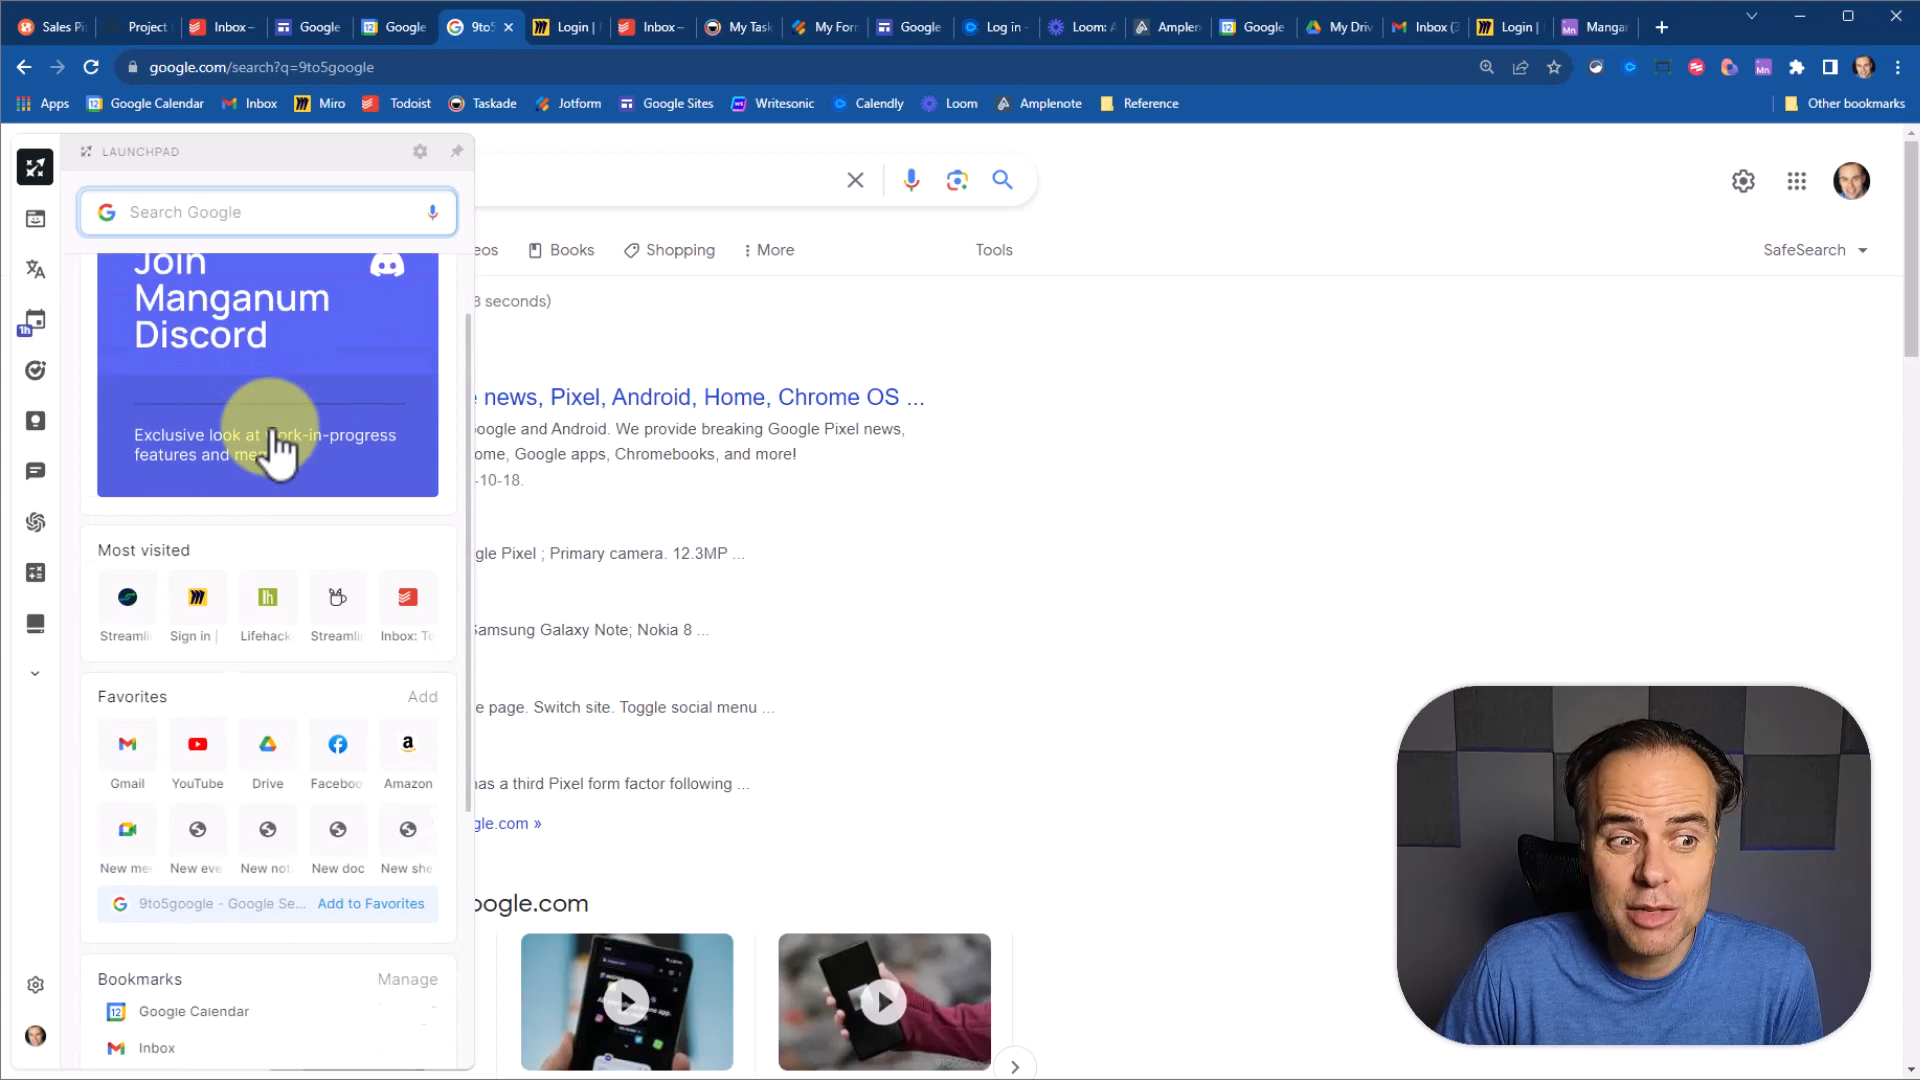 Sales Pi
Project
Inbox –
Google
Google
9to5
Login |
Inbox –
My Task
My For
Google
Log in -
Loom:
Amplen
Google
My Driv
Inbox (3
Login |
Mangan
google.com/search?q=9to5google
Apps
Google Calendar
Inbox
Miro
Todoist
Taskade
Jotform
Google Sites
Writesonic
Calendly
Loom
Amplenote
Reference
Other bookmarks
LAUNCHPAD
Search Google
Join
Manganum
Discord
Exclusive look at work-in-progress
features and
Most visited
Streamli
Sign in |
Lifehack
Streamli
Inbox: To
Favorites
Add
Gmail
YouTube
Drive
Faceboo
Amazon
New me
New eve
New not
New doc
New she
9to5google - Google Se...
Add to Favorites
Bookmarks
Manage
Google Calendar
Inbox
1h
eos
Books
Shopping
More
Tools
SafeSearch
8 seconds)
news, Pixel, Android, Home, Chrome OS ...
oogle and Android. We provide breaking Google Pixel news,
ome, Google apps, Chromebooks, and more!
-10-18.
gle Pixel ; Primary camera. 12.3MP ...
Samsung Galaxy Note; Nokia 8 ...
e page. Switch site. Toggle social menu ...
has a third Pixel form factor following ...
gle.com »
oogle.com